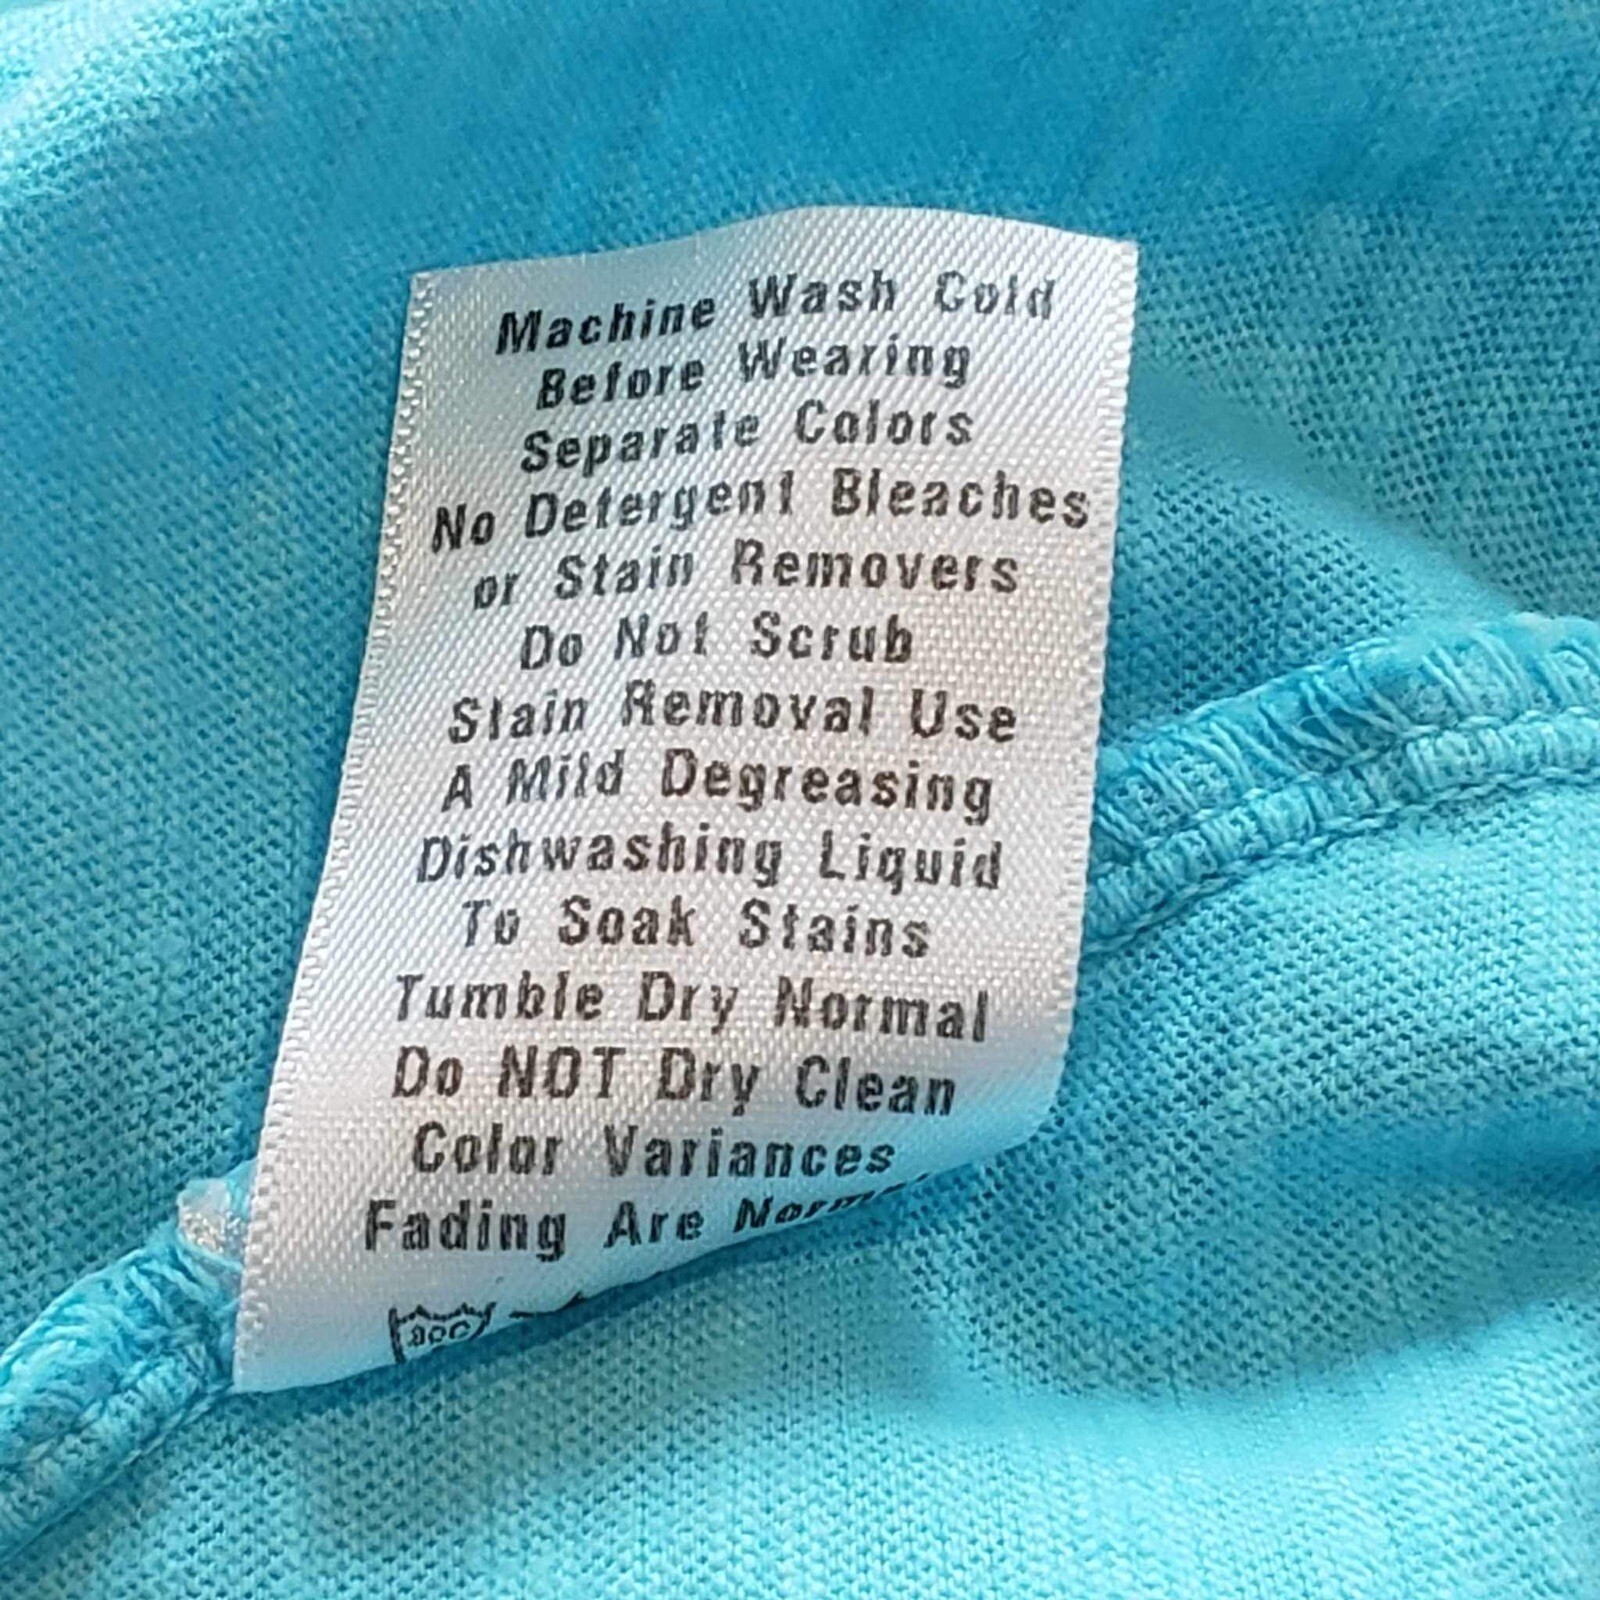 Machine Wash Cold
Before Wearing
Separate Colors
No Detergent Bleaches
or Stain Removers
Do Not Scrub
Stain Removal Use
A Mild Degreasing
Dishwashing Liquid
To Soak Stains
Tumble Dry Normal
Do NOT Dry Clean
Color Variances
Fading Are